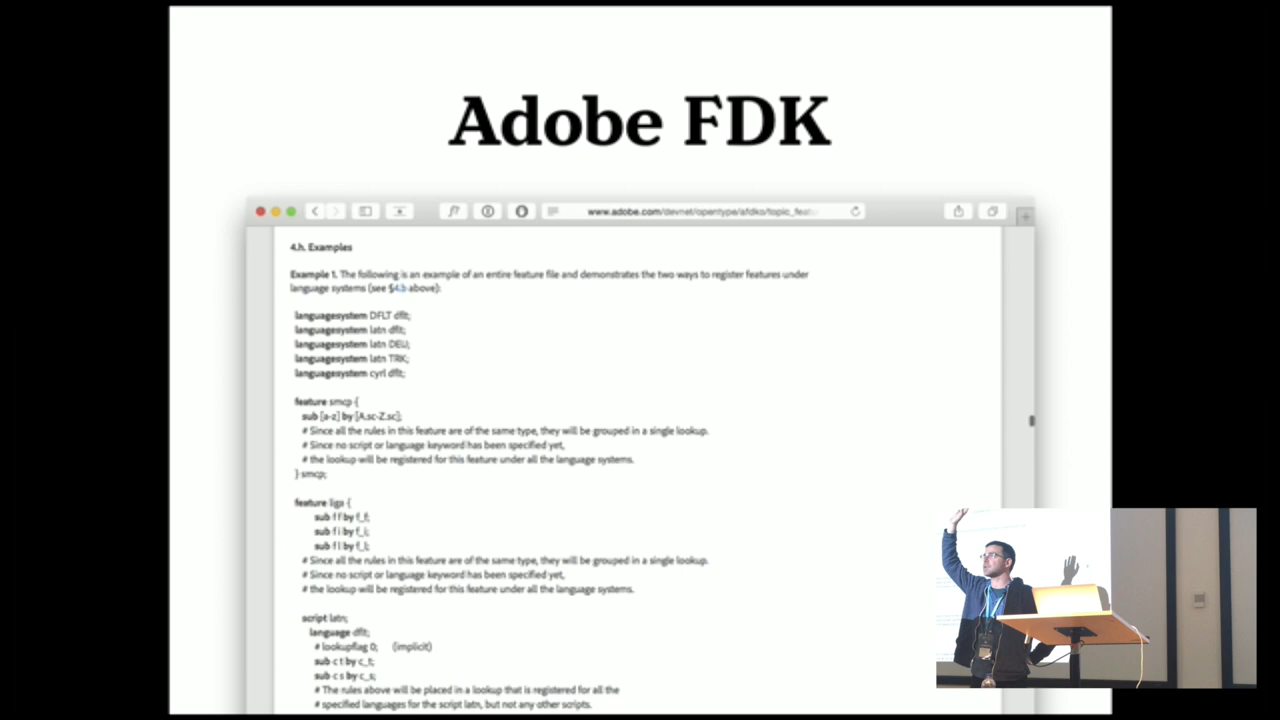 Adobe FDK
www.adobe.com/devnet/opentype/afdko/topic_feat
4.h. Examples
Example 1. The following is an example of an entire feature file and demonstrates the two ways to register features under
language systems (see §4.b above):
languagesystem DFLT dflt;
languagesystem latn dflt;
languagesystem latn DEU;
languagesystem latn TRK;
languagesystem cyrl dflt;
feature smcp {
sub [a-z] by [A.sc-Z.sc];
# Since all the rules in this feature are of the same type, they will be grouped in a single lookup.
# Since no script or language keyword has been specified yet,
# the lookup will be registered for this feature under all the language systems.
} smcp;
feature liga {
sub f f by f_f;
sub f i by f_i;
sub f l by f_l;
# Since all the rules in this feature are of the same type, they will be grouped in a single lookup.
# Since no script or language keyword has been specified yet,
# the lookup will be registered for this feature under all the language systems.
script latn;
language dflt;
# lookupflag 0; (implicit)
sub c t by c_t;
sub c s by c_s;
# The rules above will be placed in a lookup that is registered for all the
# specified languages for the script latn, but not any other scripts.